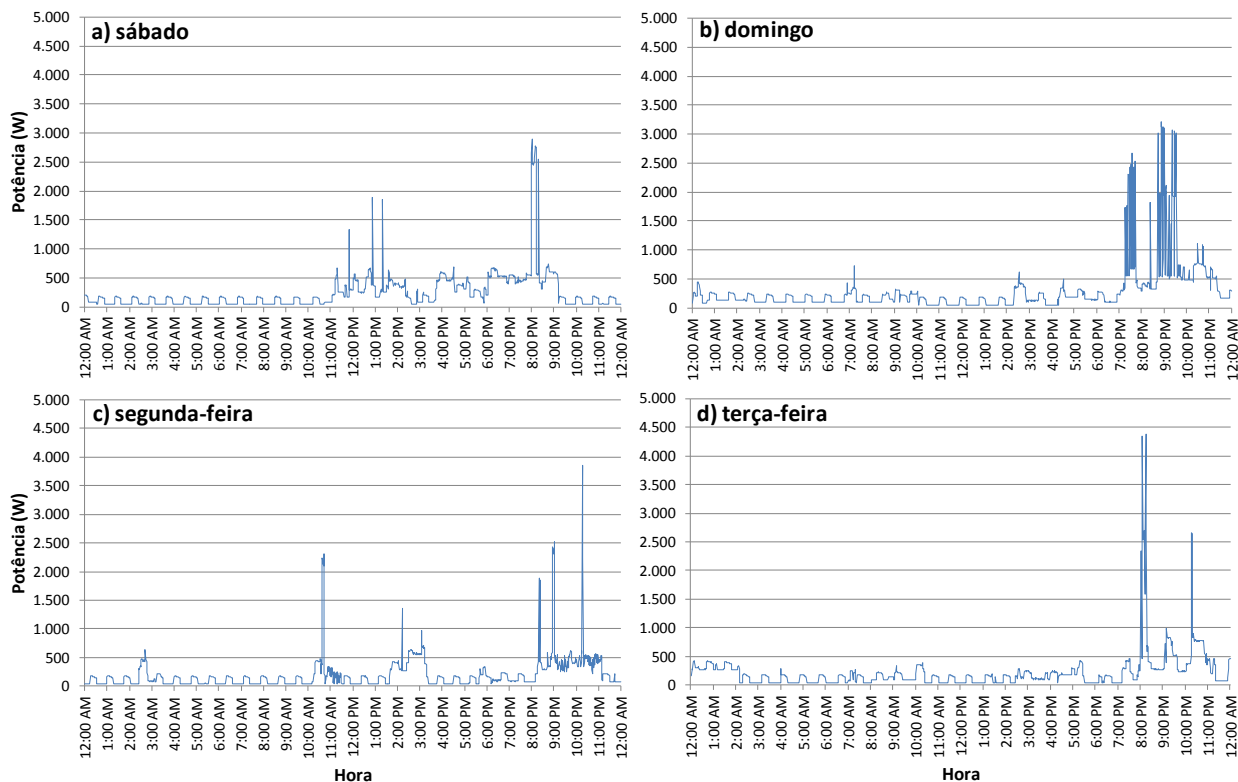 a) sábado
Potência (W)
5.000
4.500
4.000
3.500
3.000
2.500
2.000
1.500
1.000
500
0
12:00 AM
1:00 AM
2:00 AM
3:00 AM
4:00 AM
5:00 AM
6:00 AM
7:00 AM
8:00 AM
9:00 AM
10:00 AM
11:00 AM
12:00 PM
1:00 PM
2:00 PM
3:00 PM
4:00 PM
5:00 PM
6:00 PM
7:00 PM
8:00 PM
9:00 PM
10:00 PM
11:00 PM
12:00 AM
b) domingo
5.000
4.500
4.000
3.500
3.000
2.500
2.000
1.500
1.000
500
0
12:00 AM
1:00 AM
2:00 AM
3:00 AM
4:00 AM
5:00 AM
6:00 AM
7:00 AM
8:00 AM
9:00 AM
10:00 AM
11:00 AM
12:00 PM
1:00 PM
2:00 PM
3:00 PM
4:00 PM
5:00 PM
6:00 PM
7:00 PM
8:00 PM
9:00 PM
10:00 PM
11:00 PM
12:00 AM
c) segunda-feira
Potência (W)
5.000
4.500
4.000
3.500
3.000
2.500
2.000
1.500
1.000
500
0
12:00 AM
1:00 AM
2:00 AM
3:00 AM
4:00 AM
5:00 AM
6:00 AM
7:00 AM
8:00 AM
9:00 AM
10:00 AM
11:00 AM
12:00 PM
1:00 PM
2:00 PM
3:00 PM
4:00 PM
5:00 PM
6:00 PM
7:00 PM
8:00 PM
9:00 PM
10:00 PM
11:00 PM
12:00 AM
Hora
d) terça-feira
5.000
4.500
4.000
3.500
3.000
2.500
2.000
1.500
1.000
500
0
12:00 AM
1:00 AM
2:00 AM
3:00 AM
4:00 AM
5:00 AM
6:00 AM
7:00 AM
8:00 AM
9:00 AM
10:00 AM
11:00 AM
12:00 PM
1:00 PM
2:00 PM
3:00 PM
4:00 PM
5:00 PM
6:00 PM
7:00 PM
8:00 PM
9:00 PM
10:00 PM
11:00 PM
12:00 AM
Hora